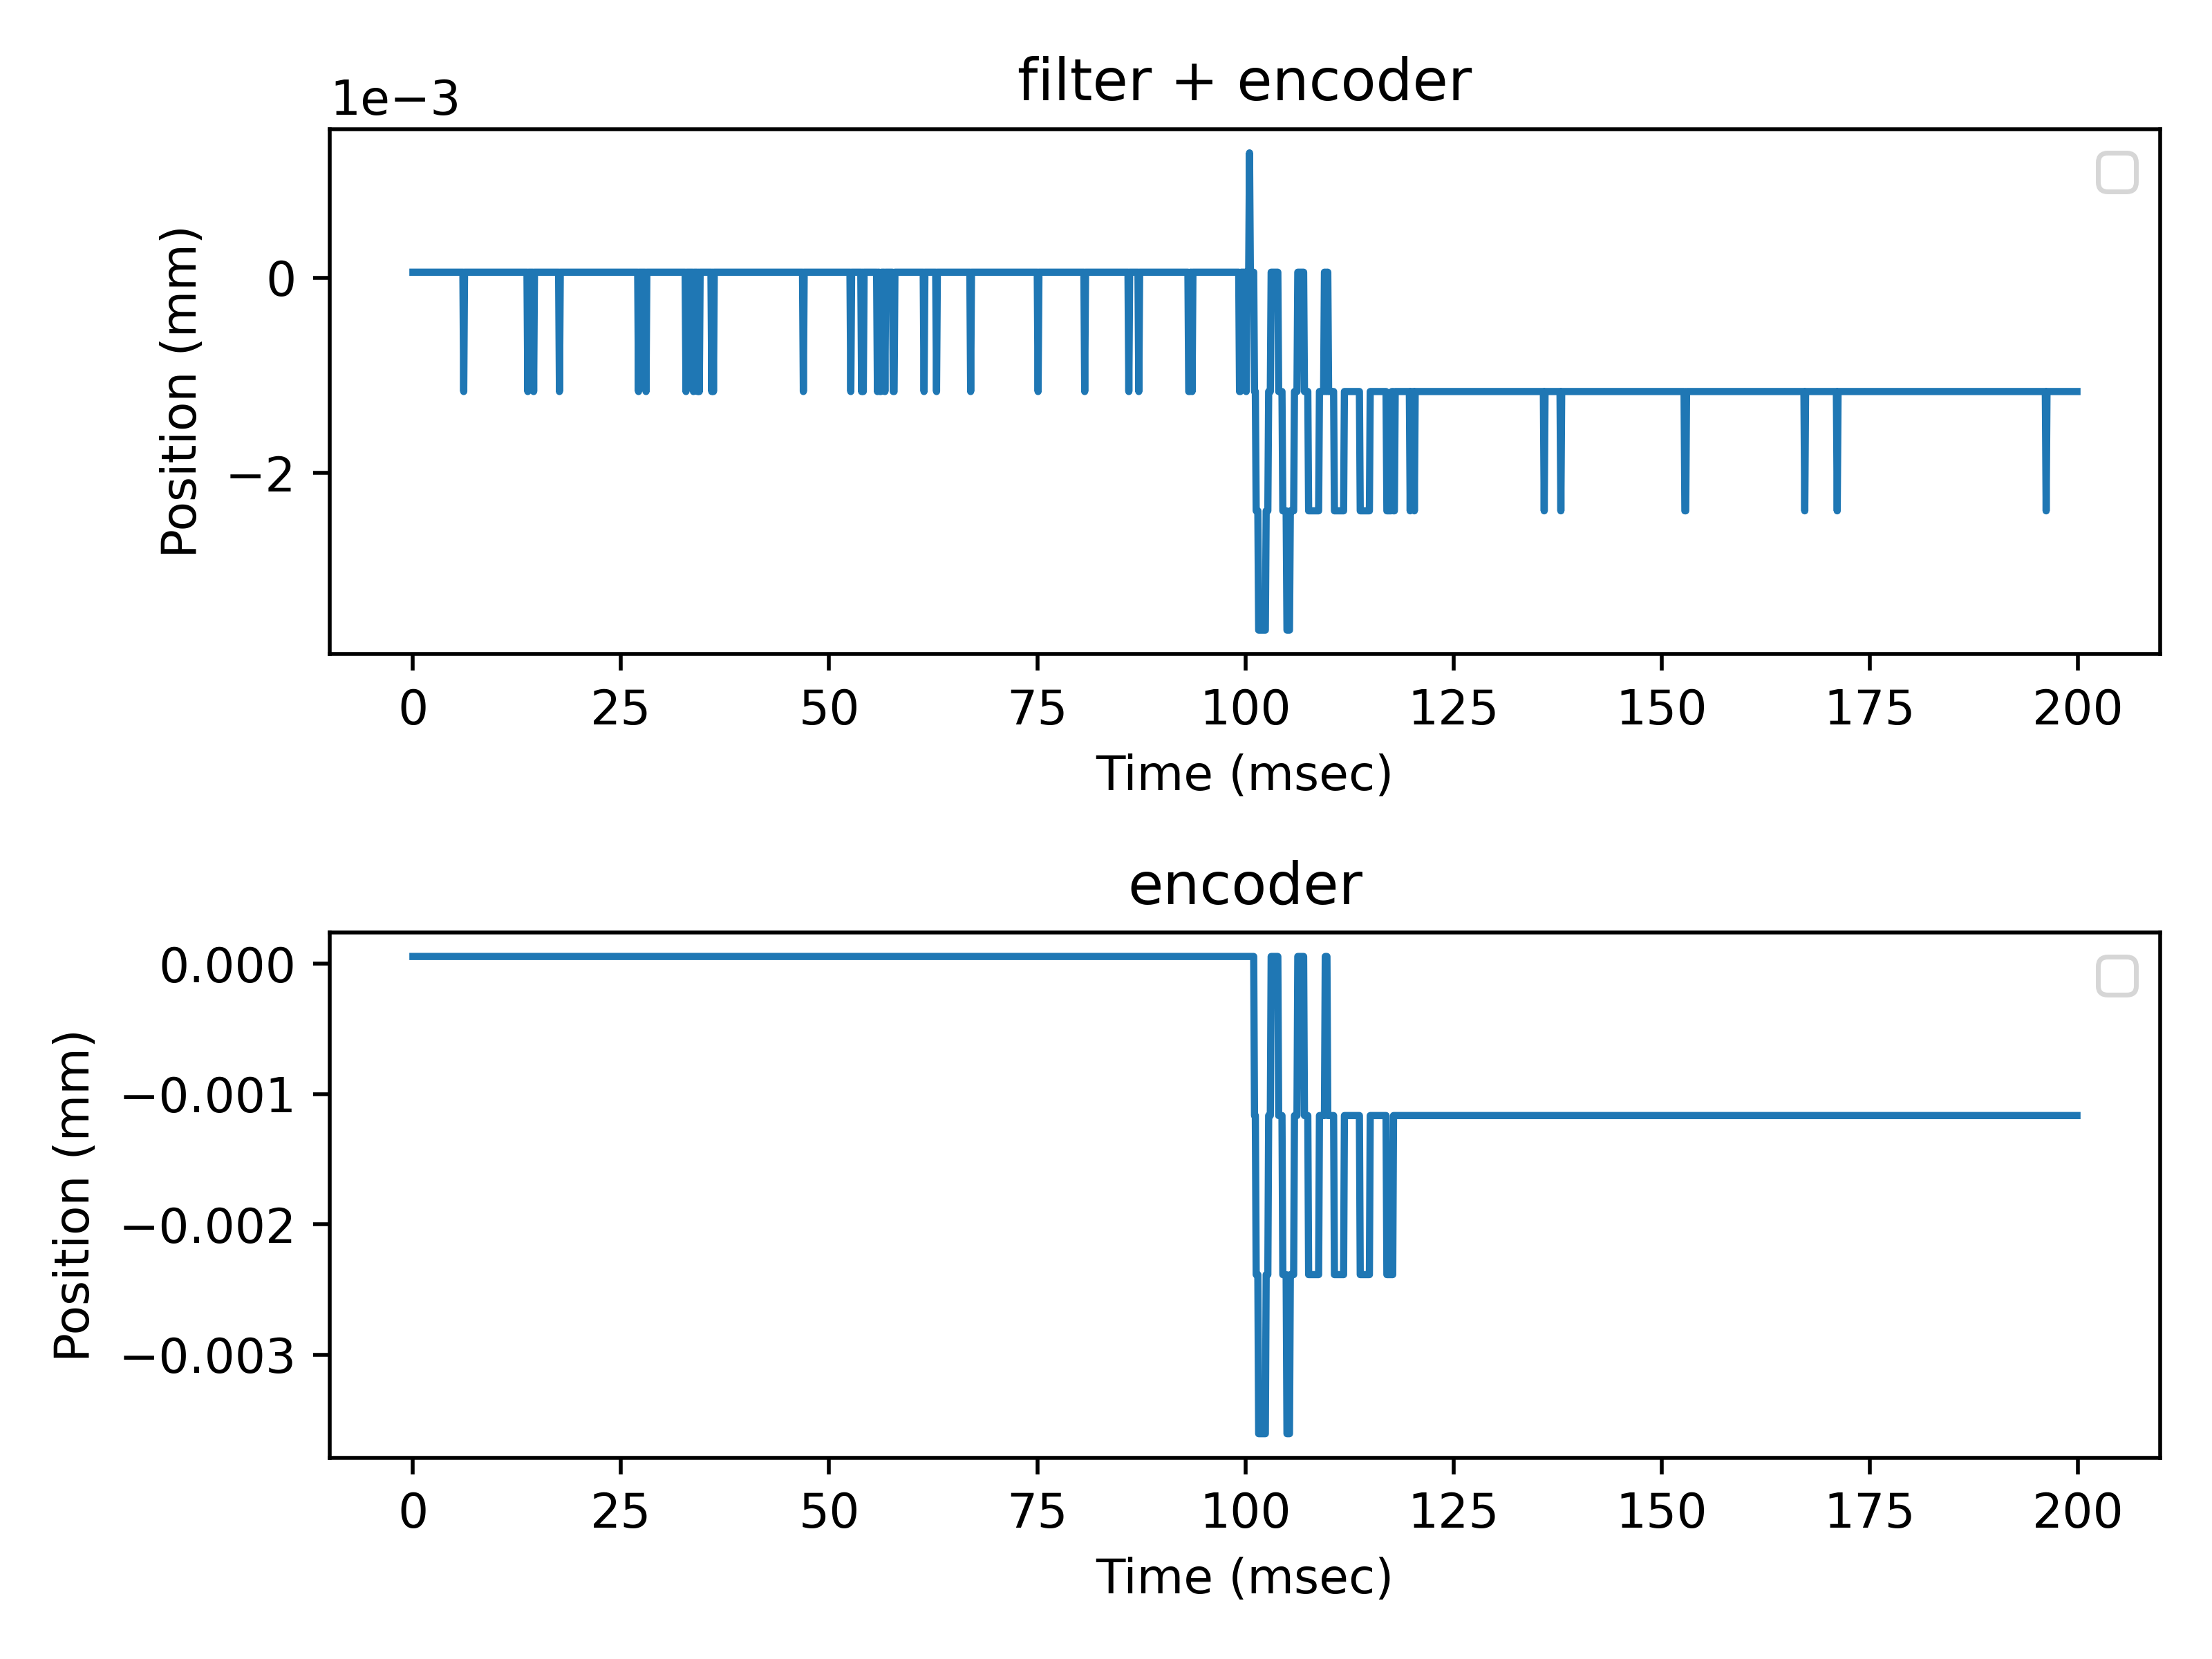 filter + encoder
1e−3
Position (mm)
0
−2
0 25 50 75 100 125 150 175 200
Time (msec)
encoder
Position (mm)
0.000
−0.001
−0.002
−0.003
0 25 50 75 100 125 150 175 200
Time (msec)